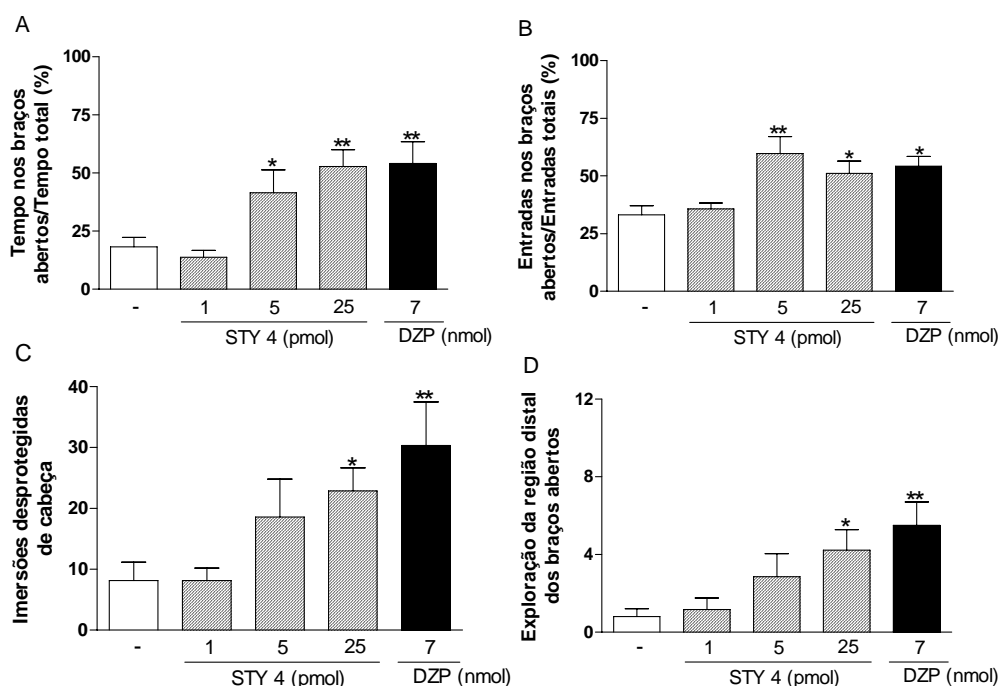 A
Tempo nos braços
abertos/Tempo total (%)
100
75
50
25
0
*
**
**
-
1
5
25
7
STY 4 (pmol)
DZP (nmol)
B
Entradas nos braços
abertos/Entradas totais (%)
100
75
50
25
0
**
*
*
-
1
5
25
7
STY 4 (pmol)
DZP (nmol)
C
Imersões desprotegidas
de cabeça
40
30
20
10
0
*
**
-
1
5
25
7
STY 4 (pmol)
DZP (nmol)
D
Exploração da região distal
dos braços abertos
12
8
4
0
*
**
-
1
5
25
7
STY 4 (pmol)
DZP (nmol)